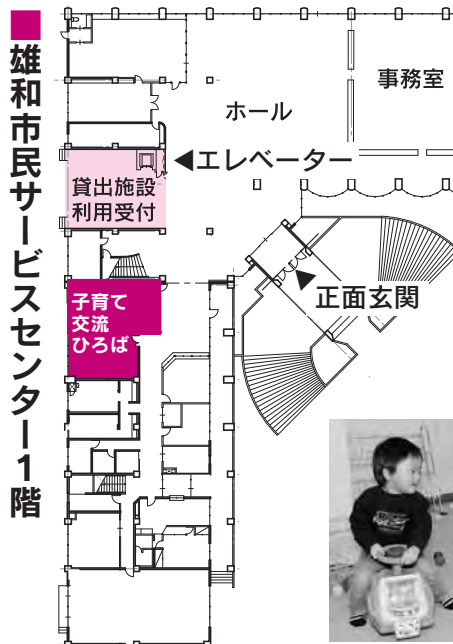 ■雄和市民サービスセンター1階
事務室
ホール
◀エレベーター
貸出施設
利用受付
▲
正面玄関
子育て
交流
ひろば